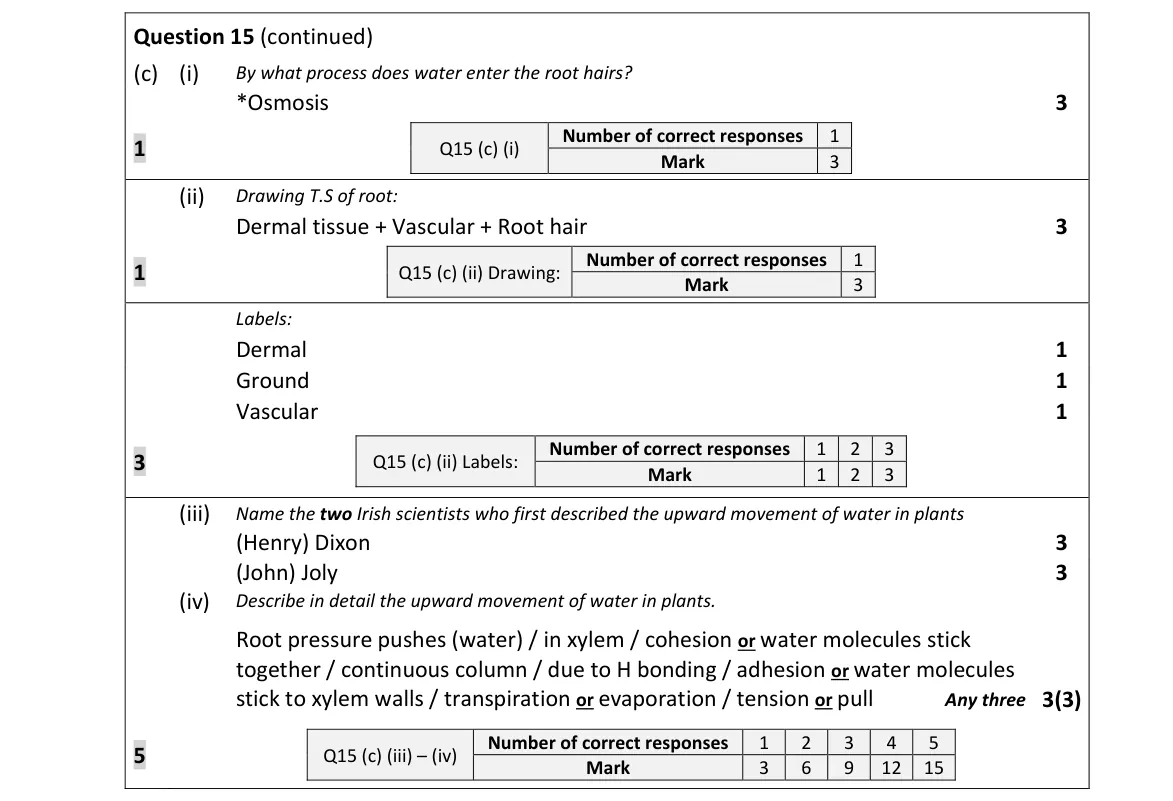 Question 15 (continued)
(c) (i) By what process does water enter the root hairs?
*Osmosis 3
1 Q15 (c) (i) Number of correct responses 1
Mark 3
(ii) Drawing T.S of root:
Dermal tissue + Vascular + Root hair 3
1 Q15 (c) (ii) Drawing: Number of correct responses 1
Mark 3
Labels:
Dermal 1
Ground 1
Vascular 1
3 Q15 (c) (ii) Labels: Number of correct responses 1 2 3
Mark 1 2 3
(iii) Name the two Irish scientists who first described the upward movement of water in plants
(Henry) Dixon 3
(John) Joly 3
(iv) Describe in detail the upward movement of water in plants.
Root pressure pushes (water) / in xylem / cohesion or water molecules stick
together / continuous column / due to H bonding / adhesion or water molecules
stick to xylem walls / transpiration or evaporation / tension or pull Any three 3(3)
5 Q15 (c) (iii) – (iv) Number of correct responses 1 2 3 4 5
Mark 3 6 9 12 15